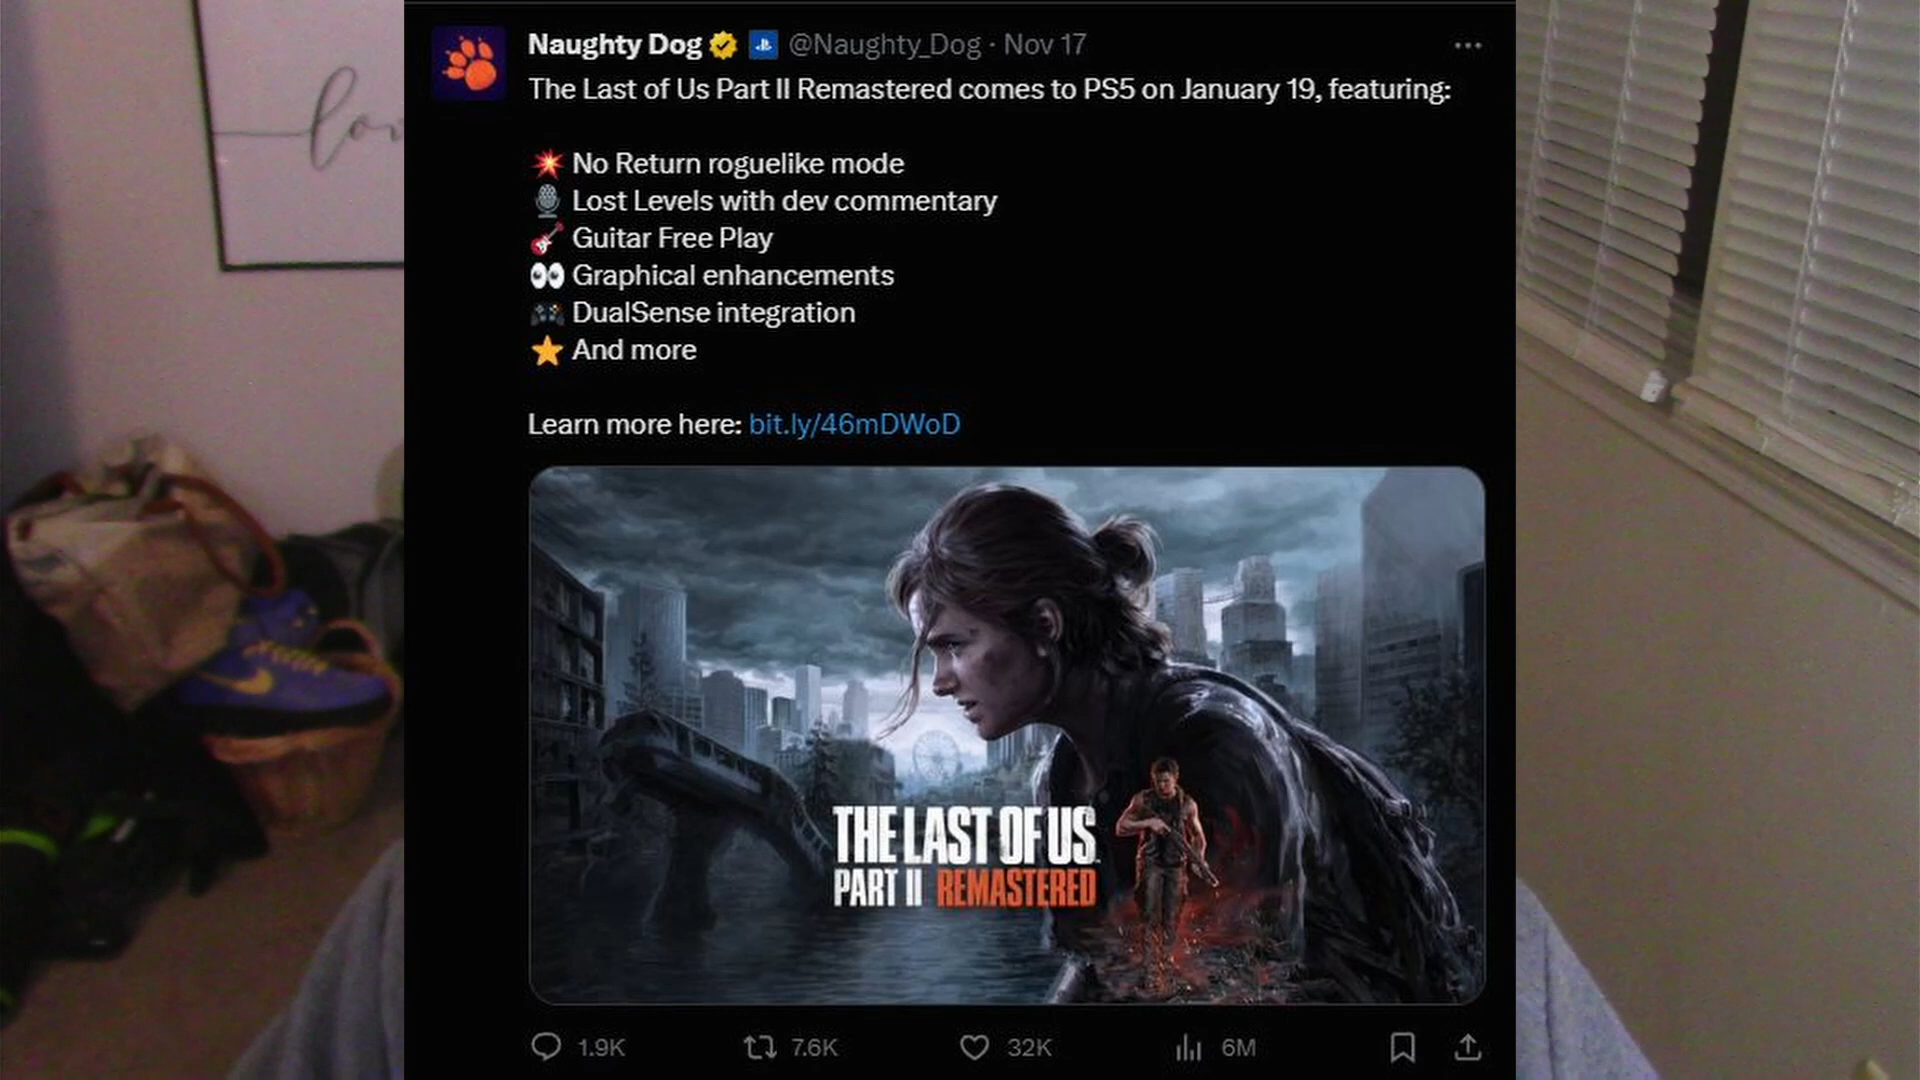 Naughty Dog @Naughty_Dog · Nov 17
The Last of Us Part II Remastered comes to PS5 on January 19, featuring:
💥 No Return roguelike mode
🎙 Lost Levels with dev commentary
🎸 Guitar Free Play
👀 Graphical enhancements
🎮 DualSense integration
⭐ And more
Learn more here: bit.ly/46mDWoD
THE LAST OF US
PART II REMASTERED
1.9K 7.6K 32K 6M